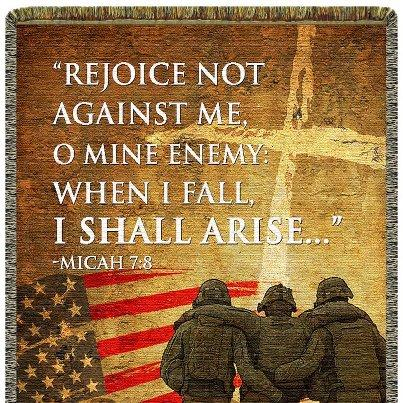 “REJOICE NOT
AGAINST ME,
O MINE ENEMY:
WHEN I FALL,
I SHALL ARISE...”
-MICAH 7:8